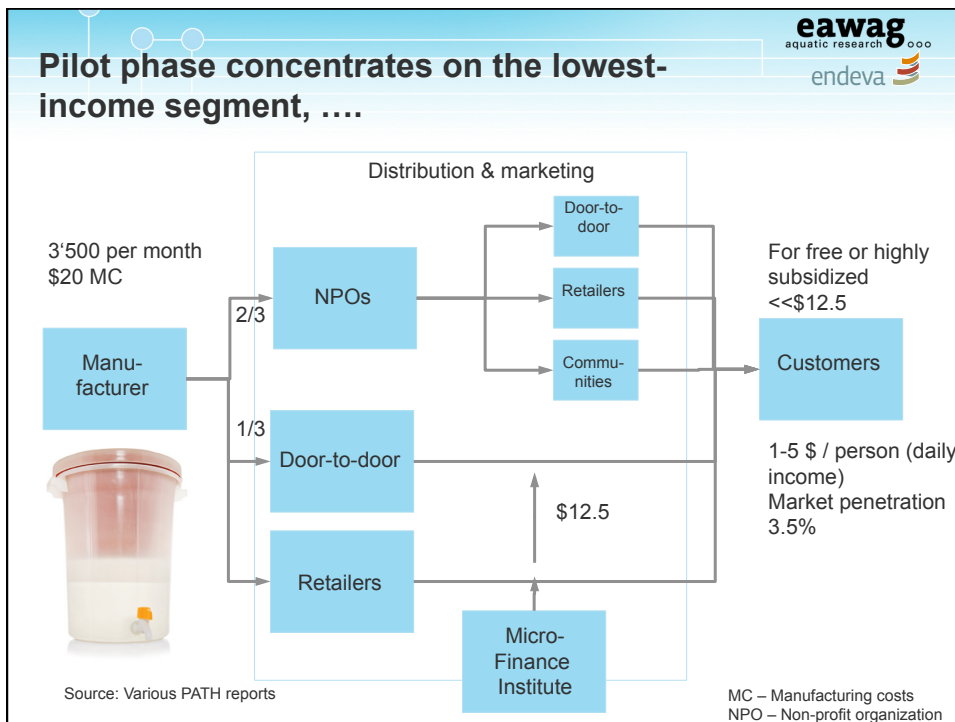 eawag
aquatic research
endeva
Pilot phase concentrates on the lowest-
income segment, ....
Distribution & marketing
3‘500 per month
$20 MC
Manu-
facturer
2/3
1/3
NPOs
Door-to-door
Retailers
Door-to-
door
Retailers
Commu-
nities
$12.5
Micro-
Finance
Institute
For free or highly
subsidized
<<$12.5
Customers
1-5 $ / person (daily
income)
Market penetration
3.5%
Source: Various PATH reports
MC – Manufacturing costs
NPO – Non-profit organization